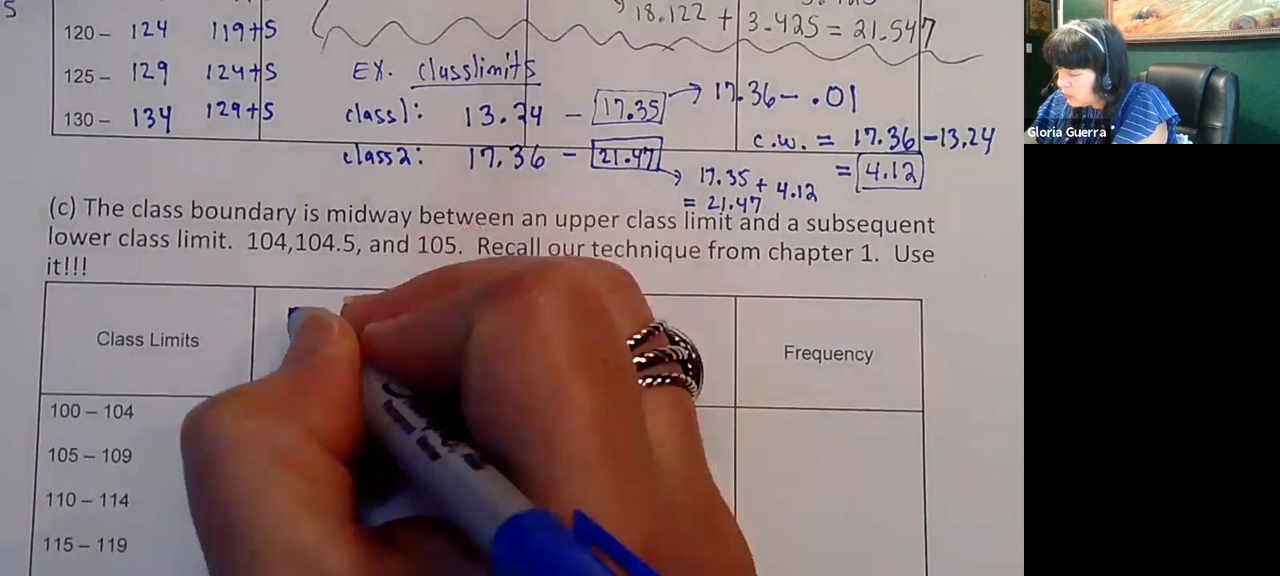 5
18.122 + 3.425 = 21.547
120 – 124 119+5
125 – 129 124+5
130 – 134 129+5
EX. classlimits
class1: 13.24 – 17.35 → 17.36 – .01
c.w. = 17.36 – 13.24
= 4.12
class2: 17.36 – 21.47 → 17.35 + 4.12
= 21.47
(c) The class boundary is midway between an upper class limit and a subsequent
lower class limit. 104,104.5, and 105. Recall our technique from chapter 1. Use
it!!!
Class Limits
Frequency
100 – 104
105 – 109
110 – 114
115 – 119
Gloria Guerra